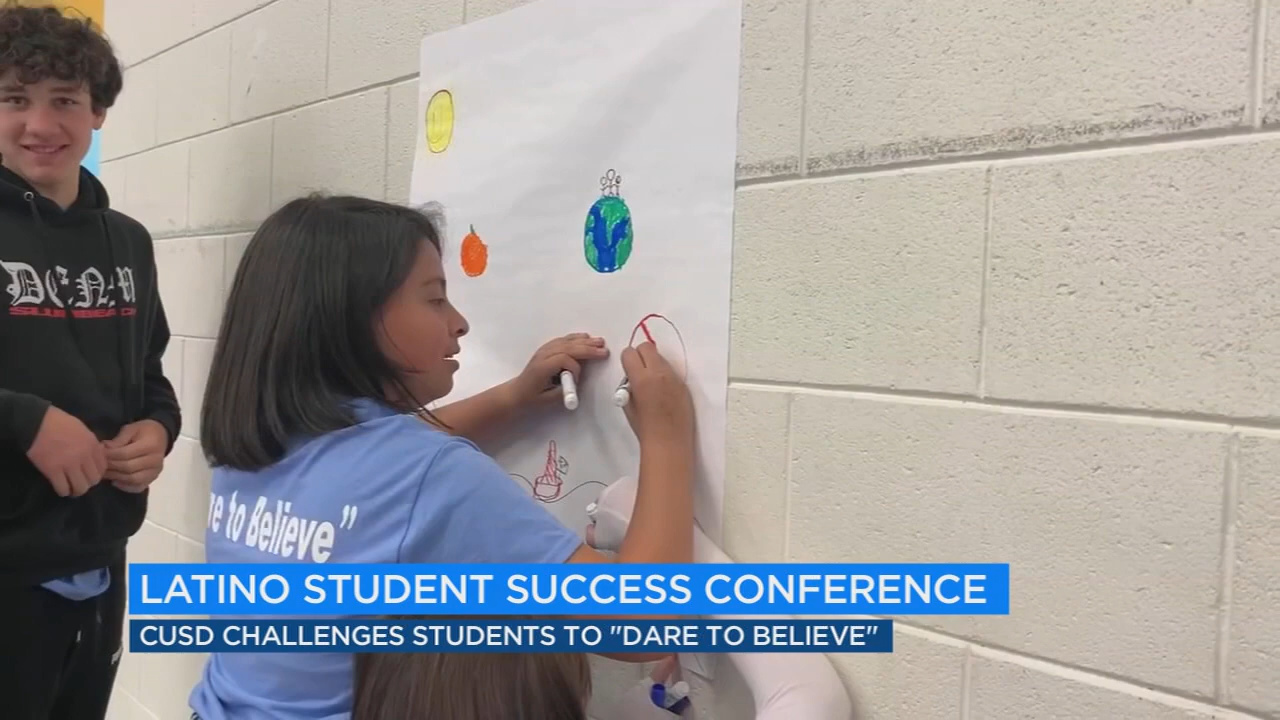 re to Believe"
LATINO STUDENT SUCCESS CONFERENCE
CUSD CHALLENGES STUDENTS TO "DARE TO BELIEVE"